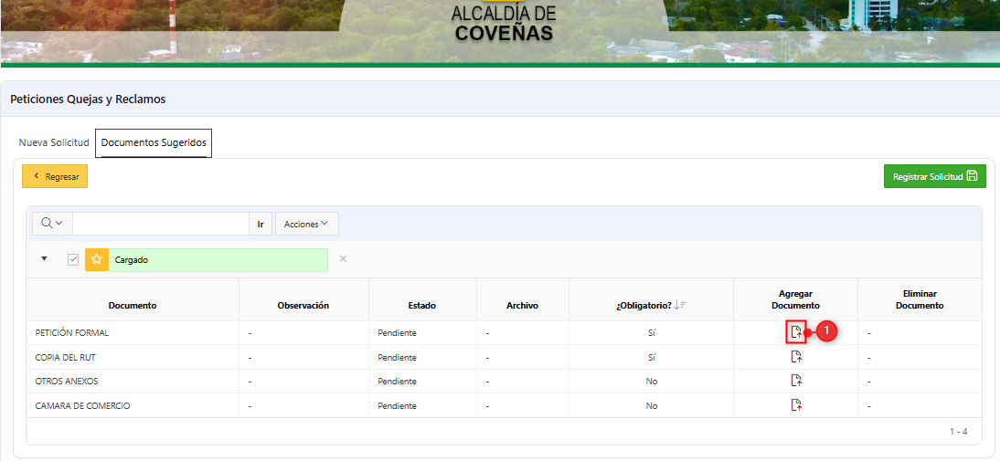 ALCALDÍA DE
COVEÑAS
Peticiones Quejas y Reclamos
Nueva Solicitud Documentos Sugeridos
Regresar Registrar Solicitud
Ir Acciones
Cargado
Documento Observación Estado Archivo ¿Obligatorio? Agregar Documento Eliminar Documento
PETICIÓN FORMAL - Pendiente - Sí 1 -
COPIA DEL RUT - Pendiente - Sí -
OTROS ANEXOS - Pendiente - No -
CAMARA DE COMERCIO - Pendiente - No -
1 - 4